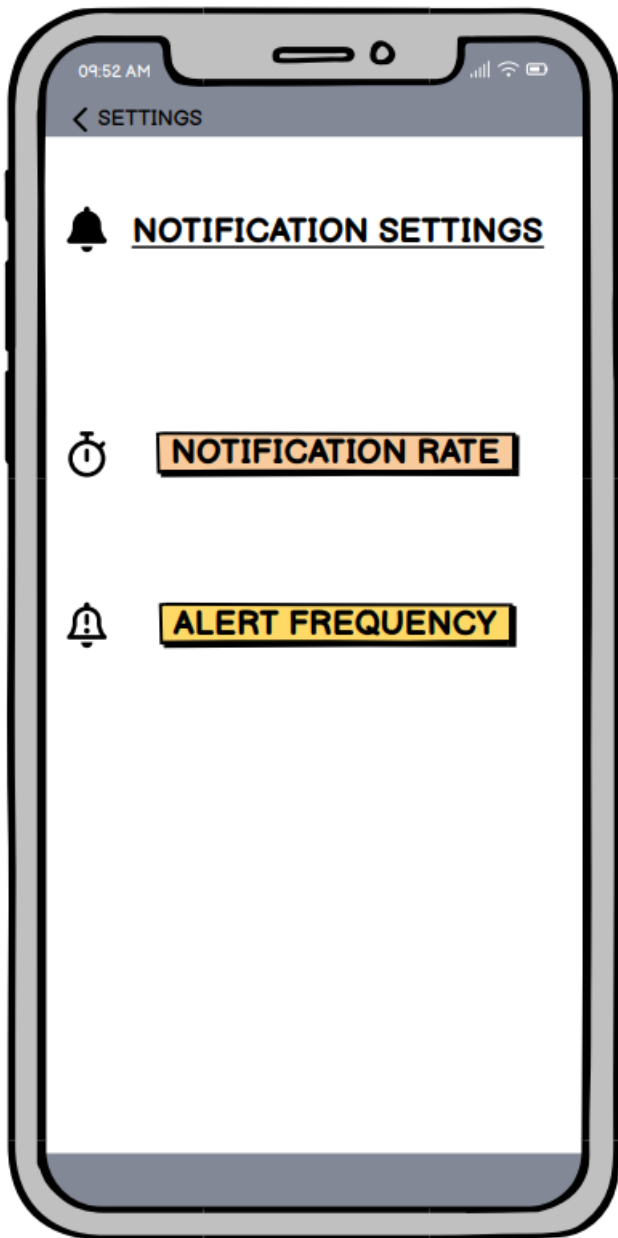 09:52 AM
SETTINGS
NOTIFICATION SETTINGS
NOTIFICATION RATE
ALERT FREQUENCY